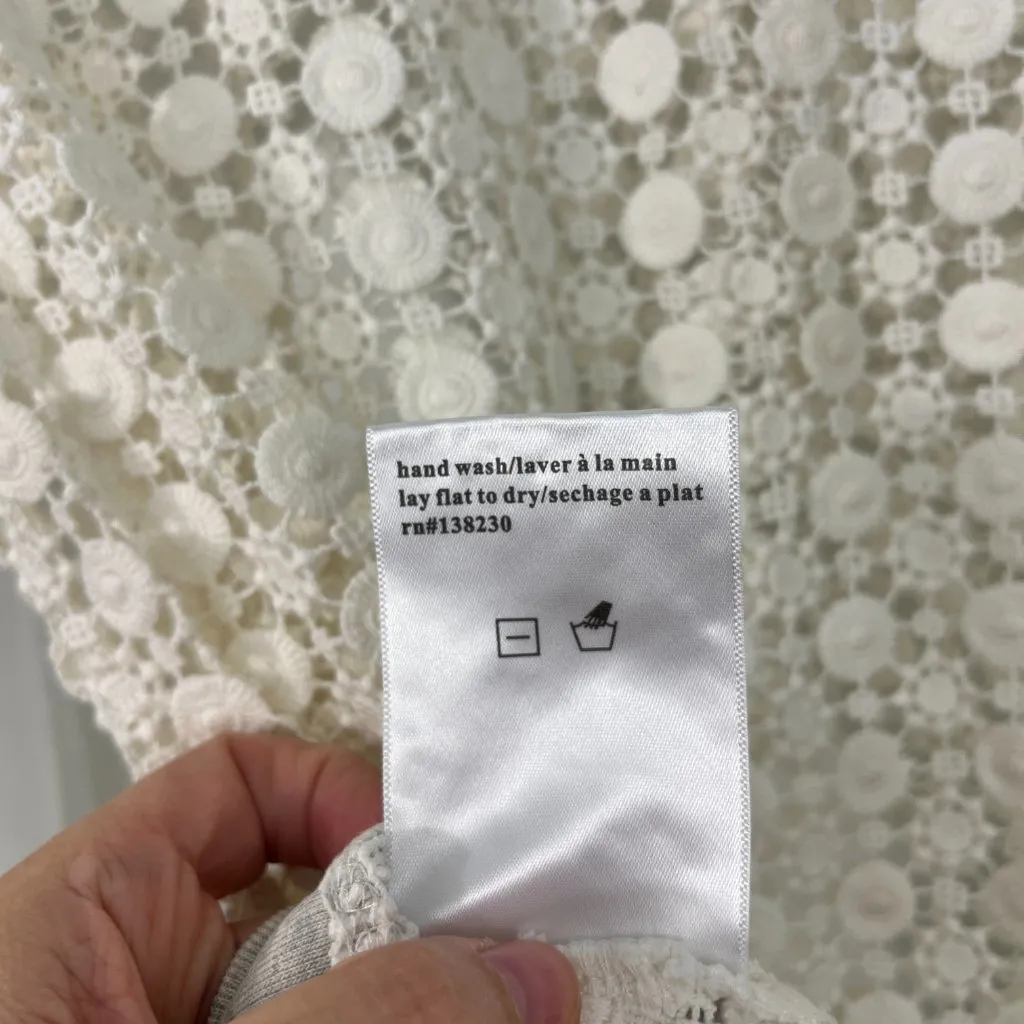 hand wash/laver à la main
lay flat to dry/sechage a plat
rn#138230